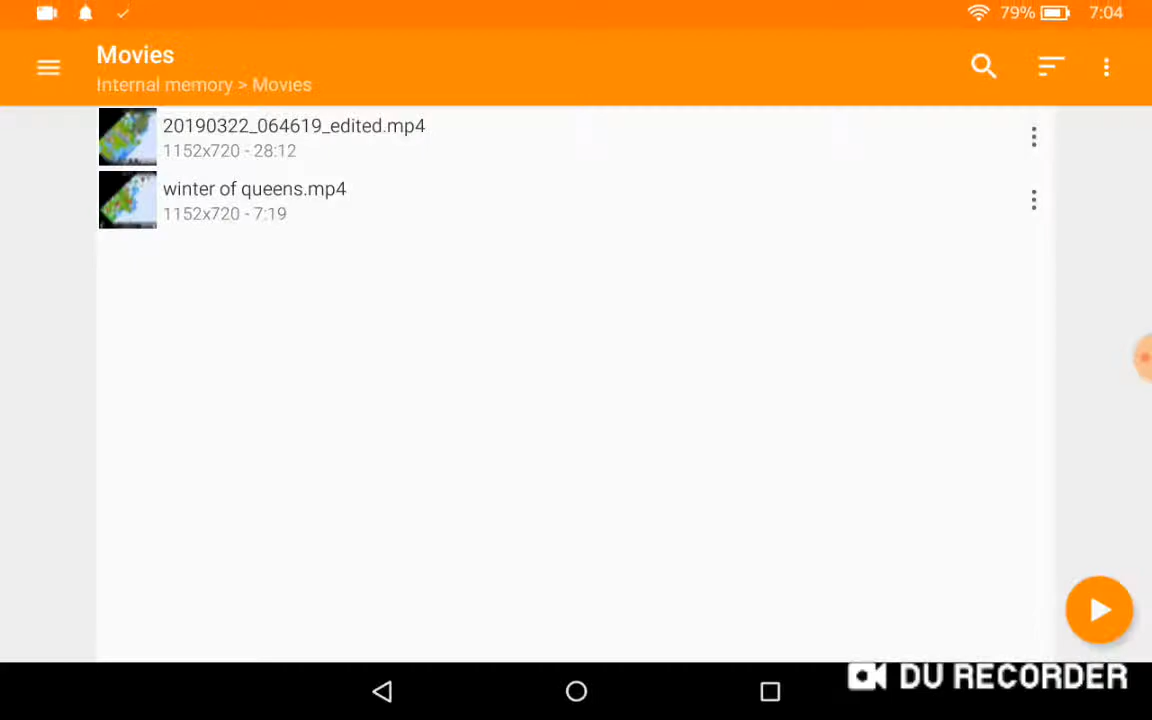 79% 7:04
Movies
Internal memory > Movies
20190322_064619_edited.mp4
1152x720 - 28:12
winter of queens.mp4
1152x720 - 7:19
DU RECORDER